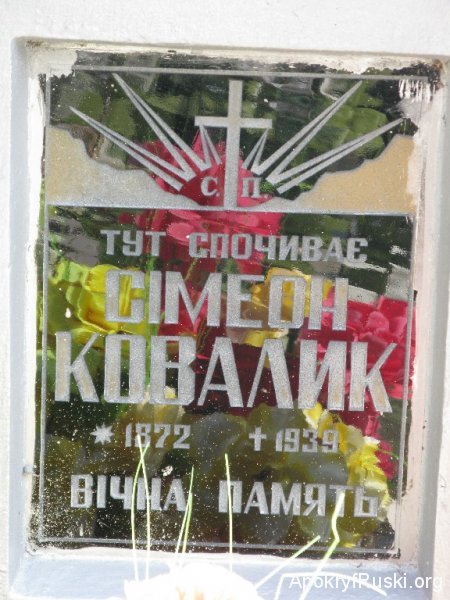 С. П.
ТУТ СПОЧИВАЄ
СІМЕОН
КОВАЛИК
* 1872 + 1939
ВІЧНА ПАМЯТЬ
ApokryfRuski.org